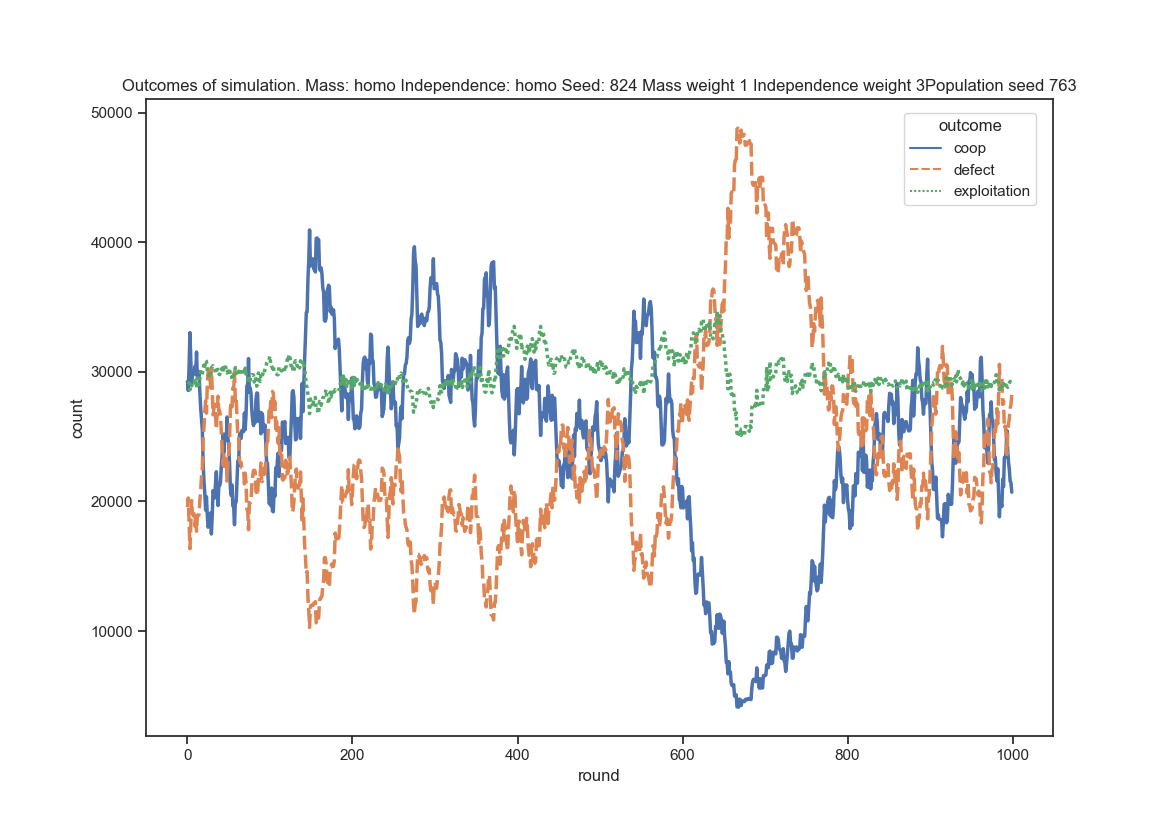 Outcomes of simulation. Mass: homo Independence: homo Seed: 824 Mass weight 1 Independence weight 3Population seed 763
50000
40000
30000
20000
10000
count
outcome
coop
defect
exploitation
0
200
400
600
800
1000
round